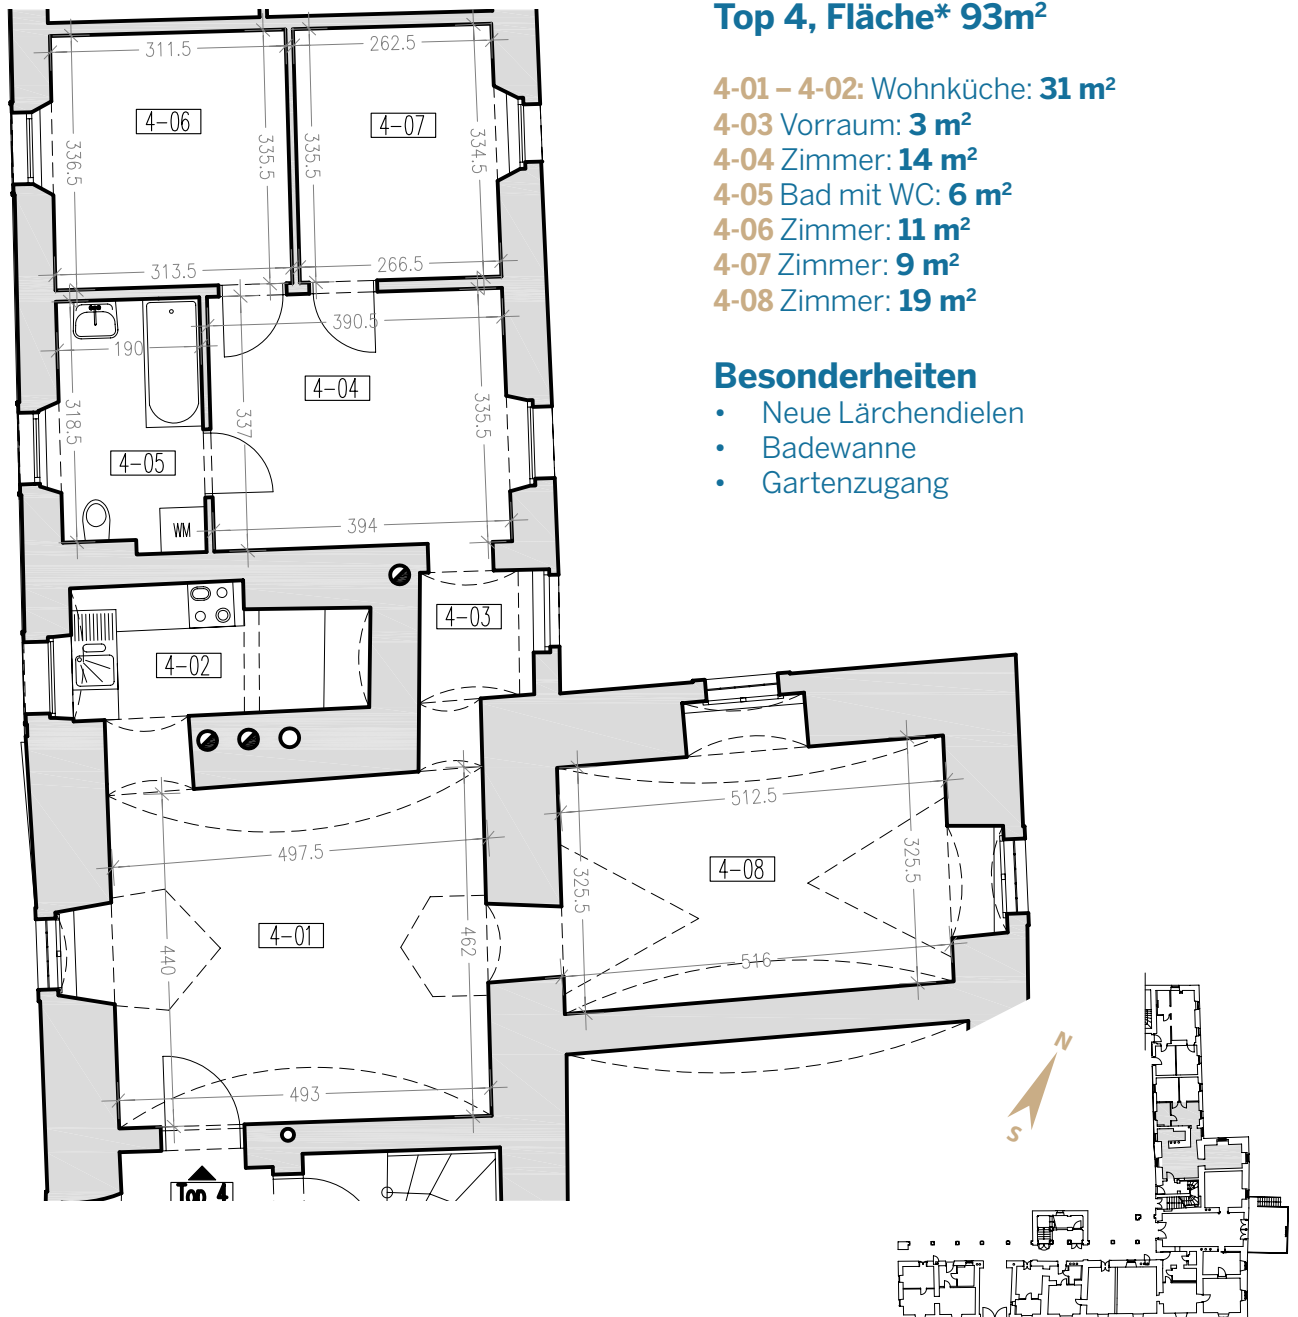 Top 4, Fläche* 93m²
4-01 – 4-02: Wohnküche: 31 m²
4-03 Vorraum: 3 m²
4-04 Zimmer: 14 m²
4-05 Bad mit WC: 6 m²
4-06 Zimmer: 11 m²
4-07 Zimmer: 9 m²
4-08 Zimmer: 19 m²
Besonderheiten
• Neue Lärchendielen
• Badewanne
• Gartenzugang
311.5
262.5
4-06
4-07
336.5
335.5
335.5
334.5
313.5
266.5
390.5
190
4-04
318.5
337
335.5
4-05
WM
394
4-03
4-02
512.5
497.5
4-08
325.5
325.5
4-01
440
462
516
493
Top 4
N
S